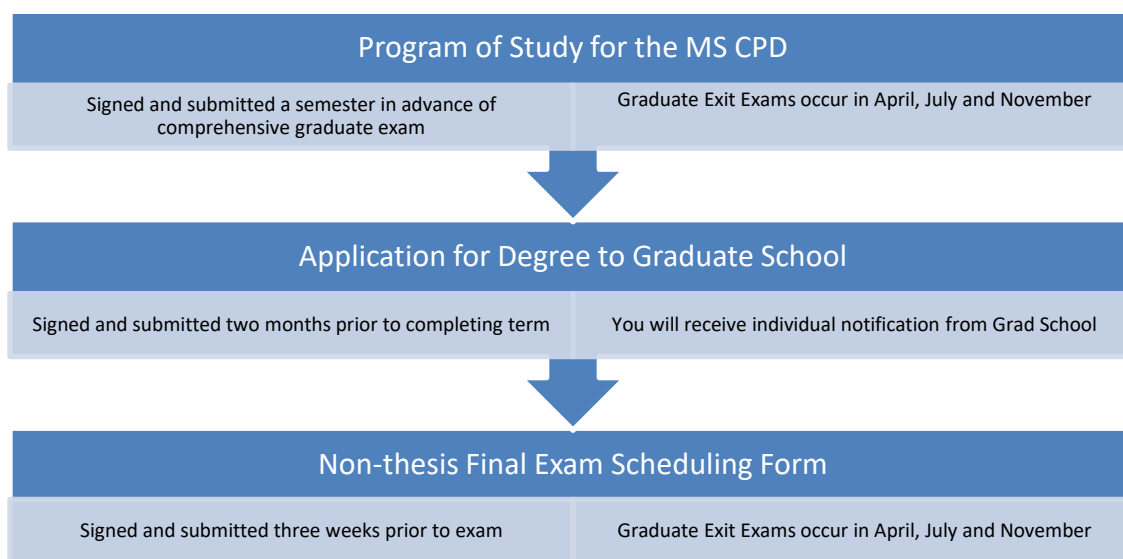 Program of Study for the MS CPD
Signed and submitted a semester in advance of
comprehensive graduate exam
Graduate Exit Exams occur in April, July and November
Application for Degree to Graduate School
Signed and submitted two months prior to completing term
You will receive individual notification from Grad School
Non-thesis Final Exam Scheduling Form
Signed and submitted three weeks prior to exam
Graduate Exit Exams occur in April, July and November